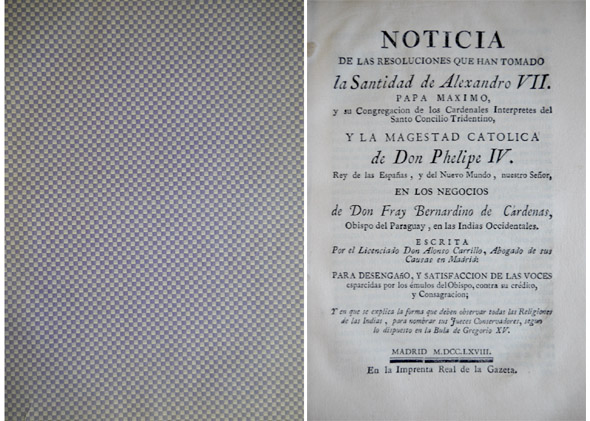 NOTICIA
DE LAS RESOLUCIONES QUE HAN TOMADO
la Santidad de Alexandro VII.
PAPA MAXIMO,
y su Congregacion de los Cardenales Interpretes del
Santo Concilio Tridentino,
Y LA MAGESTAD CATOLICA
de Don Phelipe IV.
Rey de las Españas, y del Nuevo Mundo, nuestro Señor,
EN LOS NEGOCIOS
de Don Fray Bernardino de Cardenas,
Obispo del Paraguay, en las Indias Occidentales.
ESCRITA
Por el Licenciado Don Alonso Carrillo, Abogado de sus
Causas en Madrid:
PARA DESENGAñO, Y SATISFACCION DE LAS VOCES
esparcidas por los émulos del Obispo, contra su crédito,
y Consagracion;
Y en que se explica la forma que deben observar todas las Religiones
de las Indias, para nombrar sus Jueces Conservadores, segun
lo dispuesto en la Bula de Gregorio XV.
MADRID M.DCC.LXVIII.
En la Imprenta Real de la Gazeta.